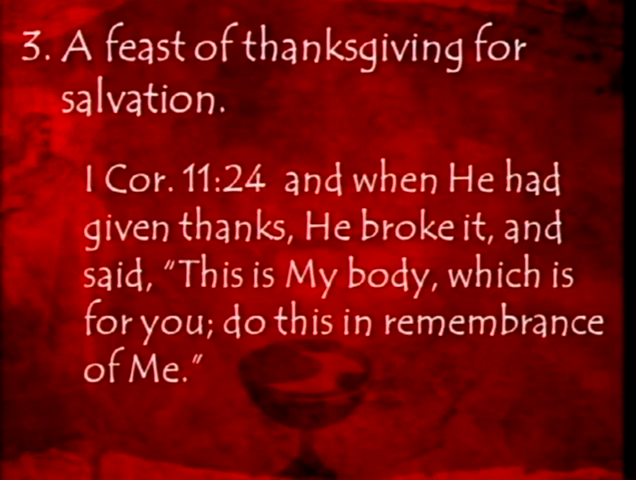 3. A feast of thanksgiving for
salvation.
I Cor. 11:24 and when He had
given thanks, He broke it, and
said, “This is My body, which is
for you; do this in remembrance
of Me.”